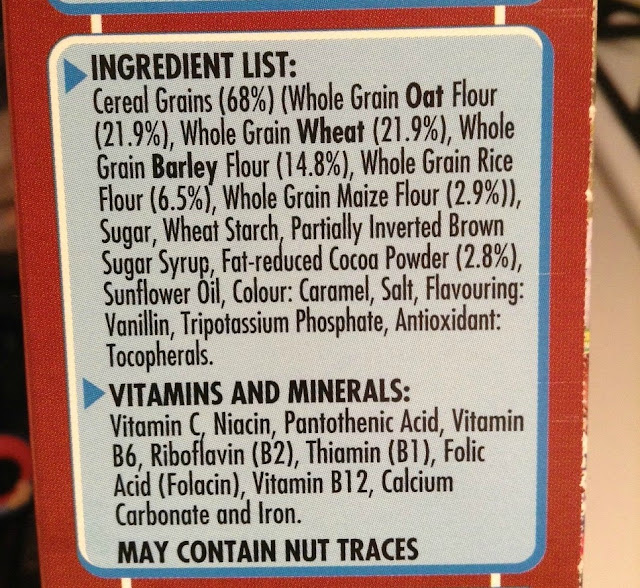 INGREDIENT LIST:
Cereal Grains (68%) (Whole Grain Oat Flour
(21.9%), Whole Grain Wheat (21.9%), Whole
Grain Barley Flour (14.8%), Whole Grain Rice
Flour (6.5%), Whole Grain Maize Flour (2.9%)),
Sugar, Wheat Starch, Partially Inverted Brown
Sugar Syrup, Fat-reduced Cocoa Powder (2.8%),
Sunflower Oil, Colour: Caramel, Salt, Flavouring:
Vanillin, Tripotassium Phosphate, Antioxidant:
Tocopherals.
VITAMINS AND MINERALS:
Vitamin C, Niacin, Pantothenic Acid, Vitamin
B6, Riboflavin (B2), Thiamin (B1), Folic
Acid (Folacin), Vitamin B12, Calcium
Carbonate and Iron.
MAY CONTAIN NUT TRACES